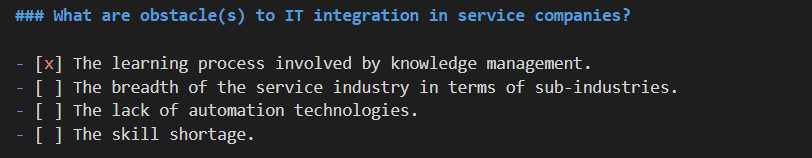 ### What are obstacle(s) to IT integration in service companies?
- [x] The learning process involved by knowledge management.
- [ ] The breadth of the service industry in terms of sub-industries.
- [ ] The lack of automation technologies.
- [ ] The skill shortage.